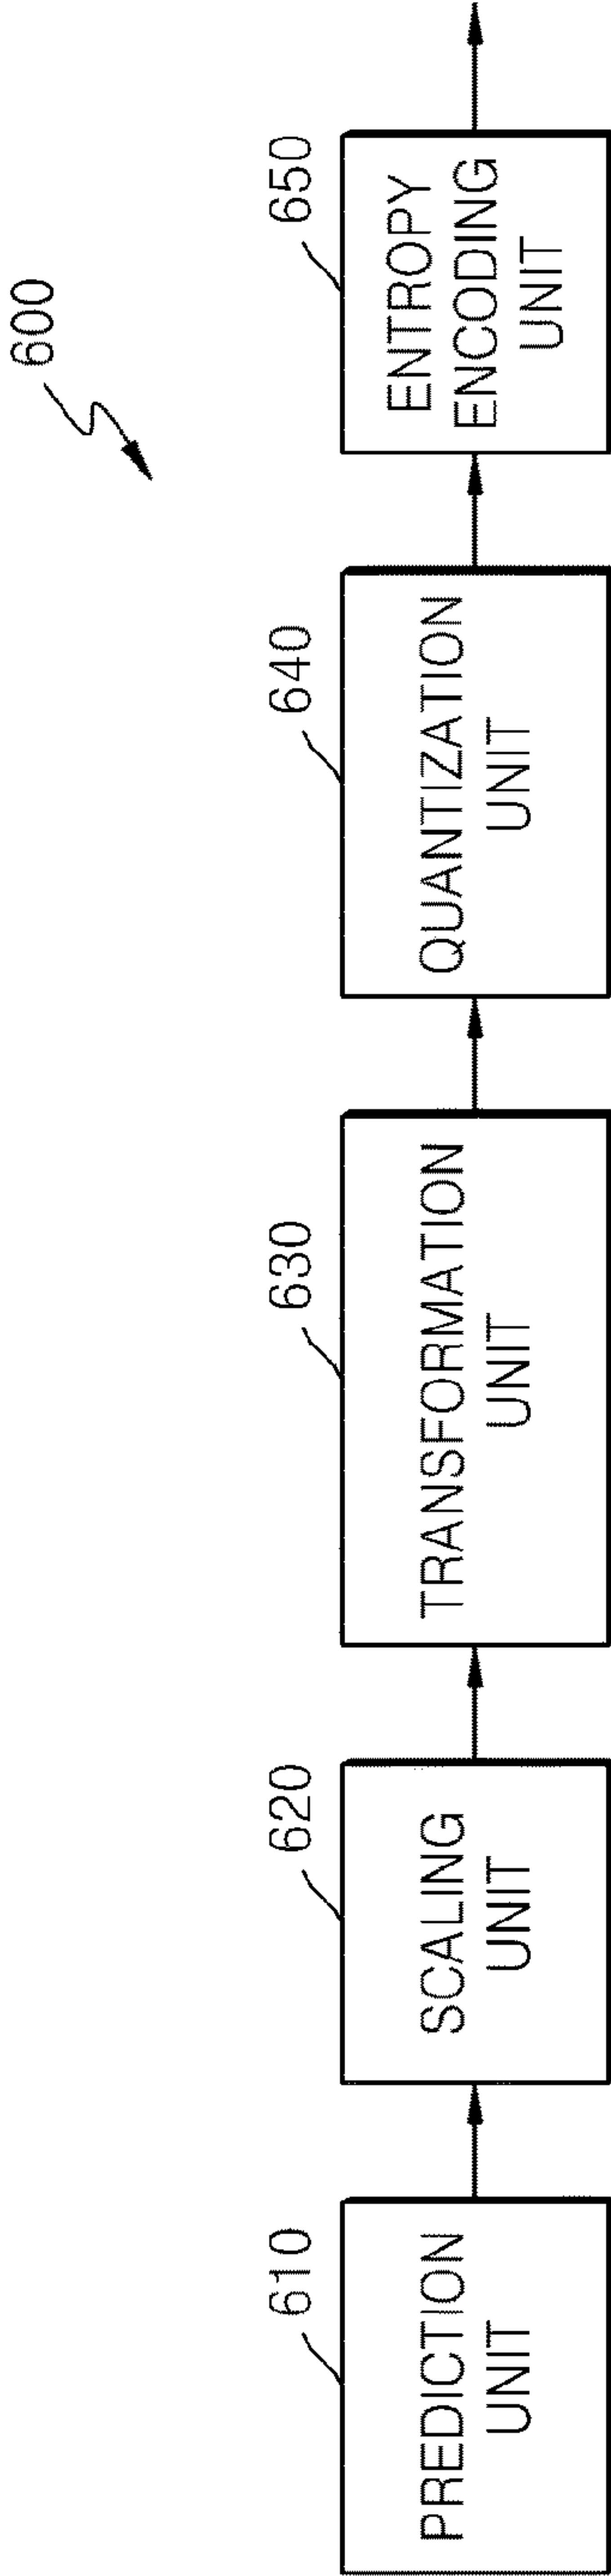 600
610
PREDICTION
UNIT
620
SCALING
UNIT
630
TRANSFORMATION
UNIT
640
QUANTIZATION
UNIT
650
ENTROPY
ENCODING
UNIT